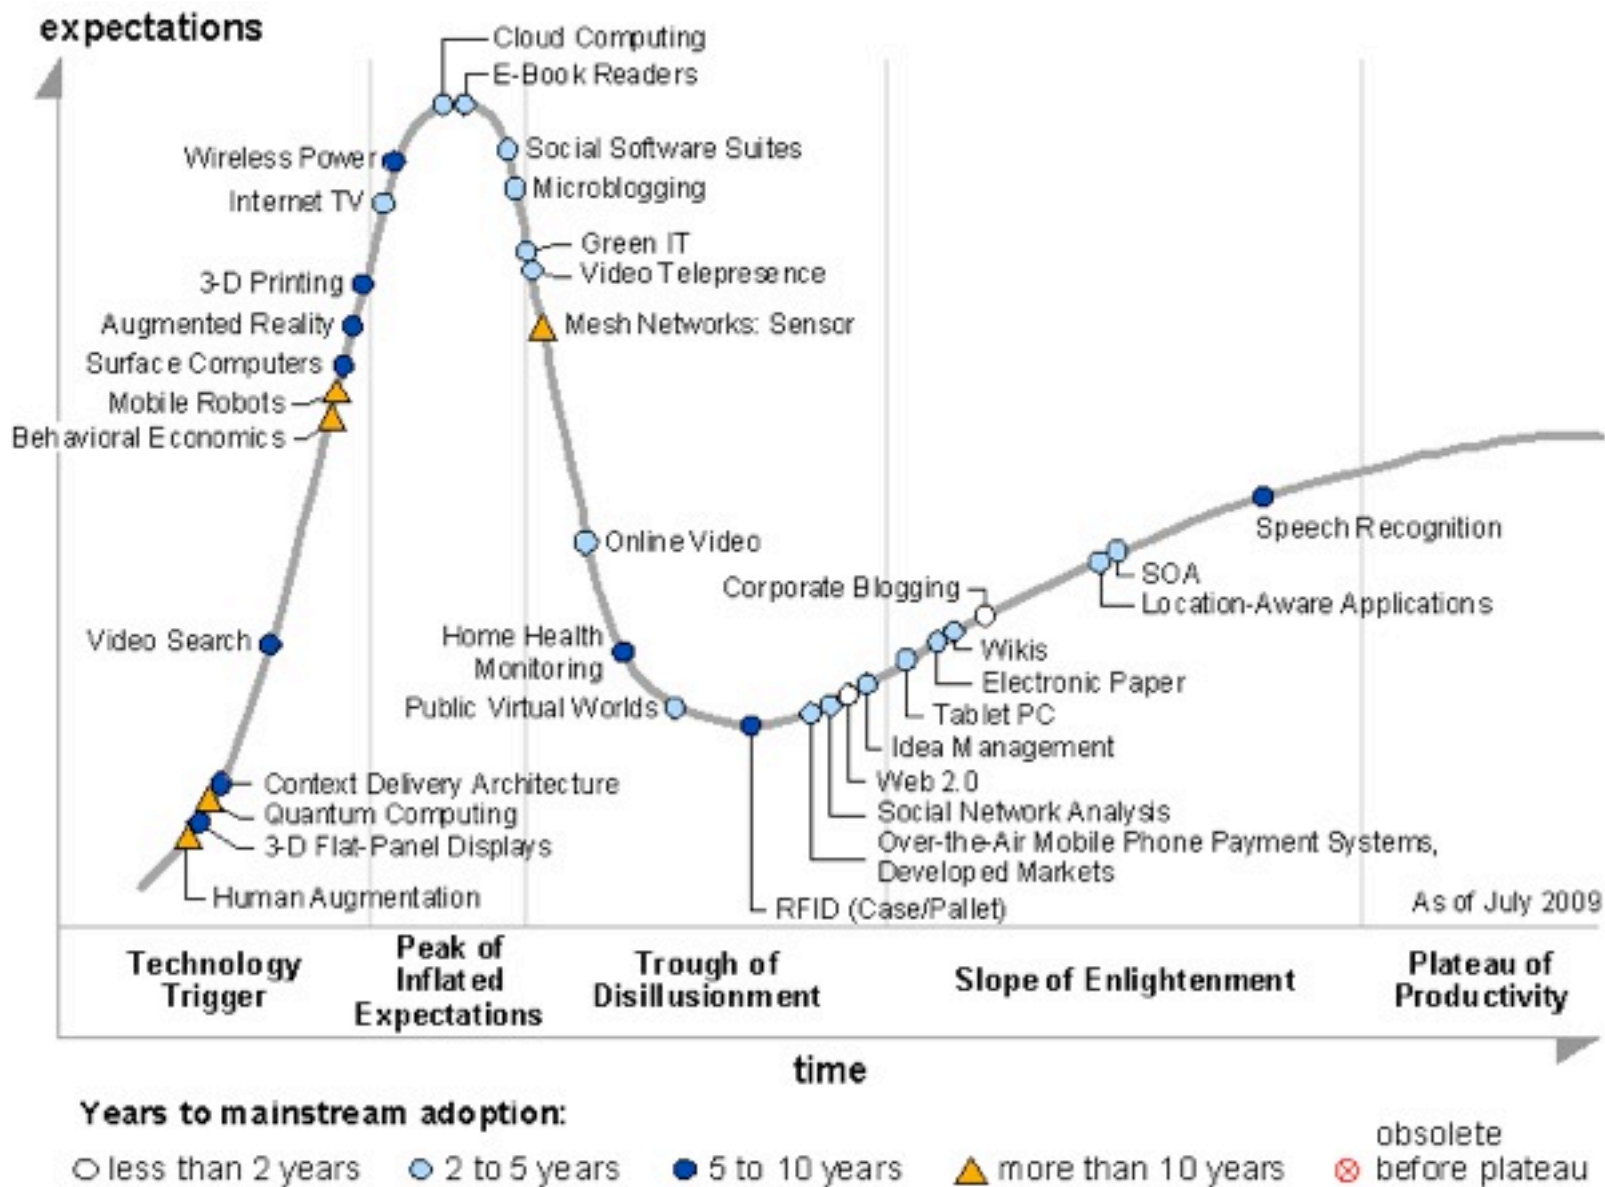 expectations
Cloud Computing
E-Book Readers
Social Software Suites
Wireless Power
Microblogging
Internet TV
Green IT
Video Telepresence
3-D Printing
Augmented Reality
Mesh Networks: Sensor
Surface Computers
Mobile Robots
Behavioral Economics
Speech Recognition
Online Video
SOA
Corporate Blogging
Location-Aware Applications
Video Search
Home Health
Monitoring
Wikis
Electronic Paper
Public Virtual Worlds
Tablet PC
Idea Management
Web 2.0
Context Delivery Architecture
Quantum Computing
Social Network Analysis
3-D Flat-Panel Displays
Over-the-Air Mobile Phone Payment Systems,
Developed Markets
Human Augmentation
RFID (Case/Pallet)
As of July 2009
Technology
Trigger
Peak of
Inflated
Expectations
Trough of
Disillusionment
Slope of Enlightenment
Plateau of
Productivity
time
Years to mainstream adoption:
less than 2 years
2 to 5 years
5 to 10 years
more than 10 years
obsolete
before plateau